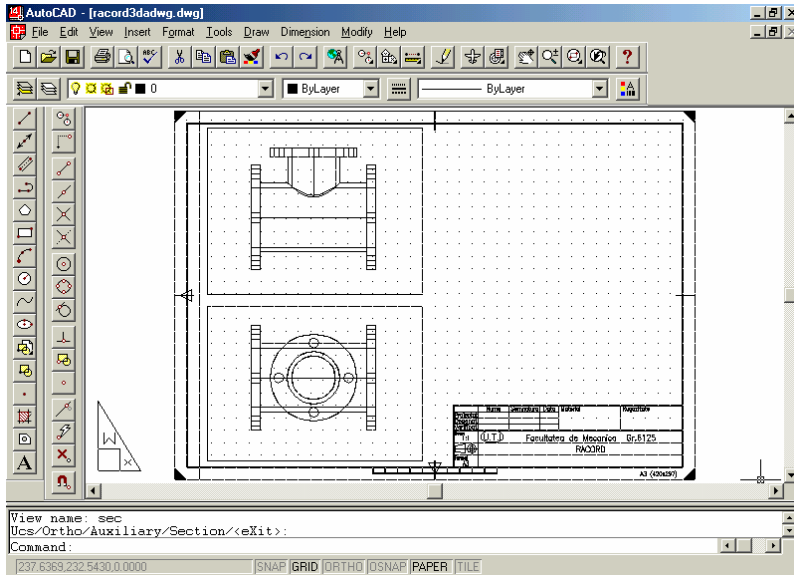 AutoCAD - [racord3dadwg.dwg]
File Edit View Insert Format Tools Draw Dimension Modify Help
0 ByLayer ByLayer
Nume Semnatura Data Material Rugozitate
U.T.D Facultatea de Mecanica Gr.6125
RACORD
A3 (420x297)
W
X
View name: sec
Ucs/Ortho/Auxiliary/Section/<eXit>:
Command:
237.6369,232.5430,0.0000 SNAP GRID ORTHO OSNAP PAPER TILE